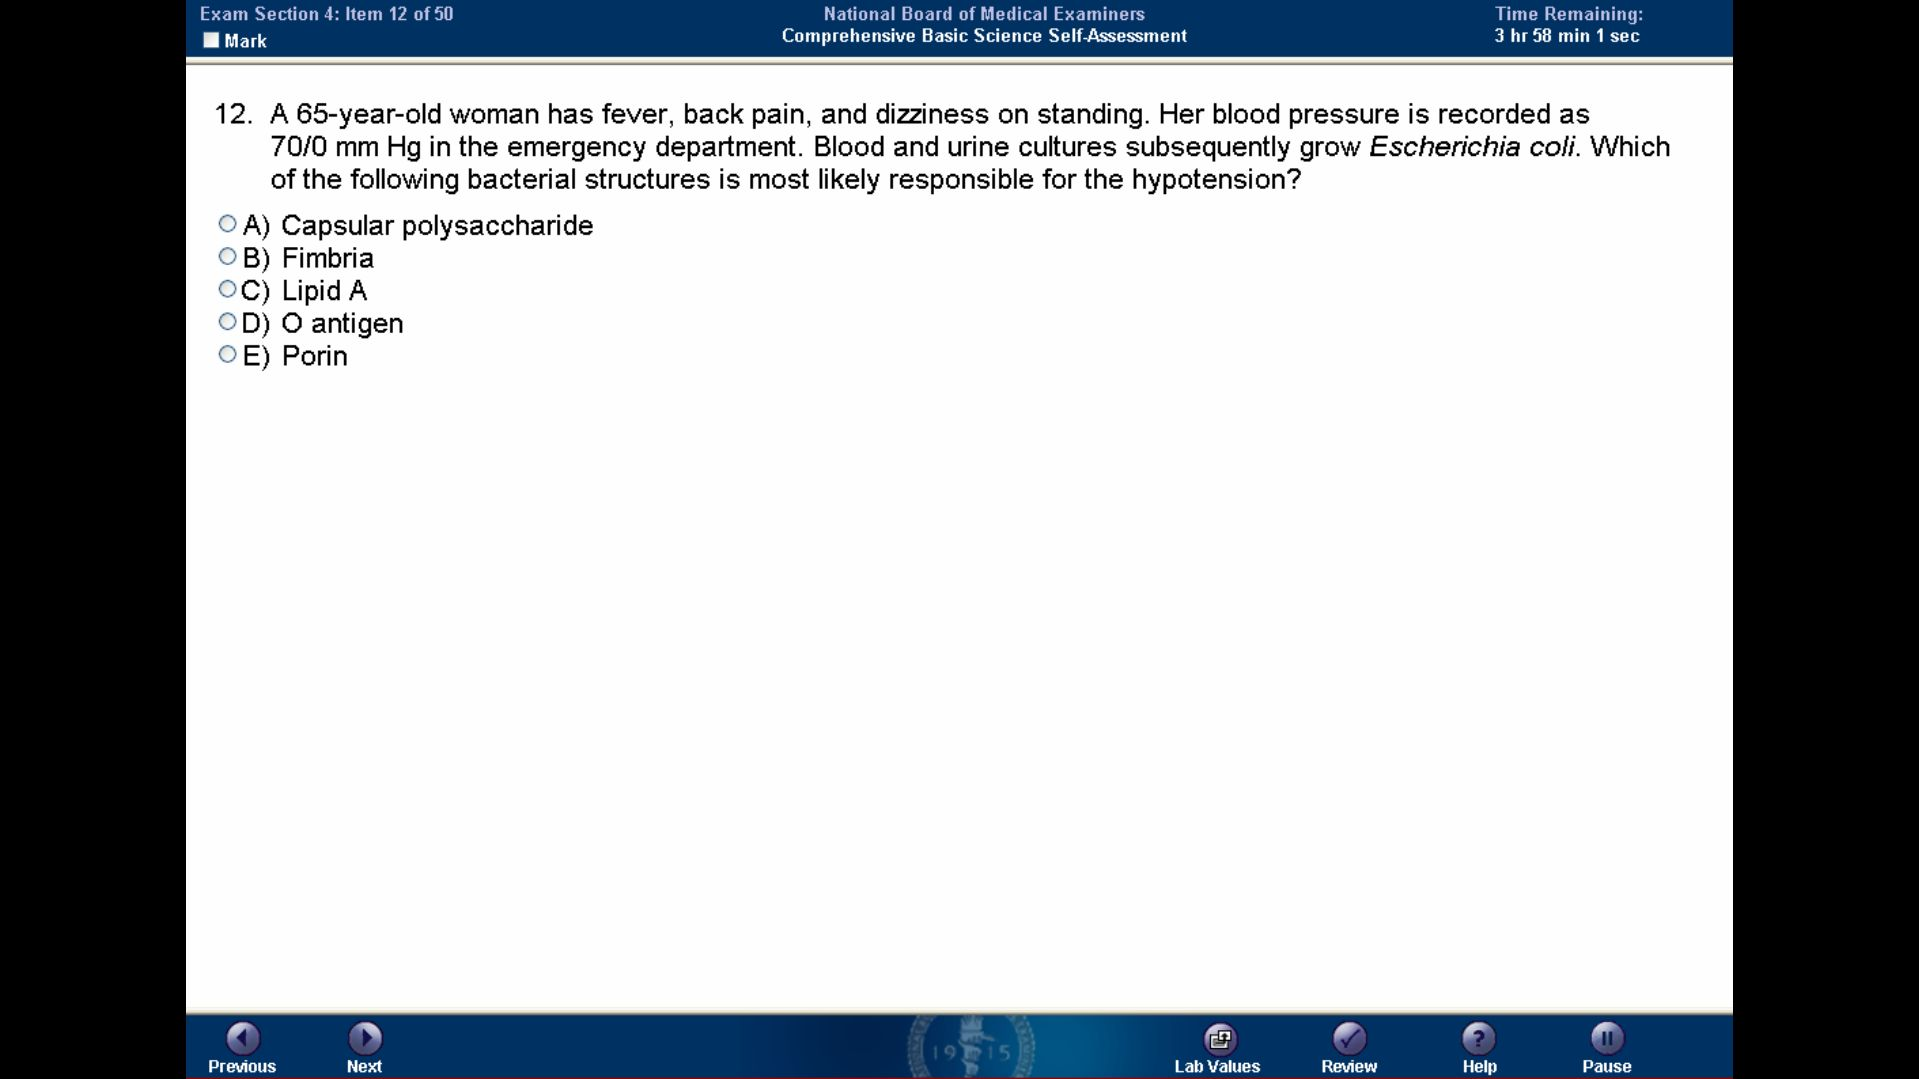 Exam Section 4: Item 12 of 50
Mark
National Board of Medical Examiners
Comprehensive Basic Science Self-Assessment
Time Remaining:
3 hr 58 min 1 sec
12. A 65-year-old woman has fever, back pain, and dizziness on standing. Her blood pressure is recorded as
70/0 mm Hg in the emergency department. Blood and urine cultures subsequently grow Escherichia coli. Which
of the following bacterial structures is most likely responsible for the hypotension?
A) Capsular polysaccharide
B) Fimbria
C) Lipid A
D) O antigen
E) Porin
1915
Previous
Next
Lab Values
Review
Help
Pause